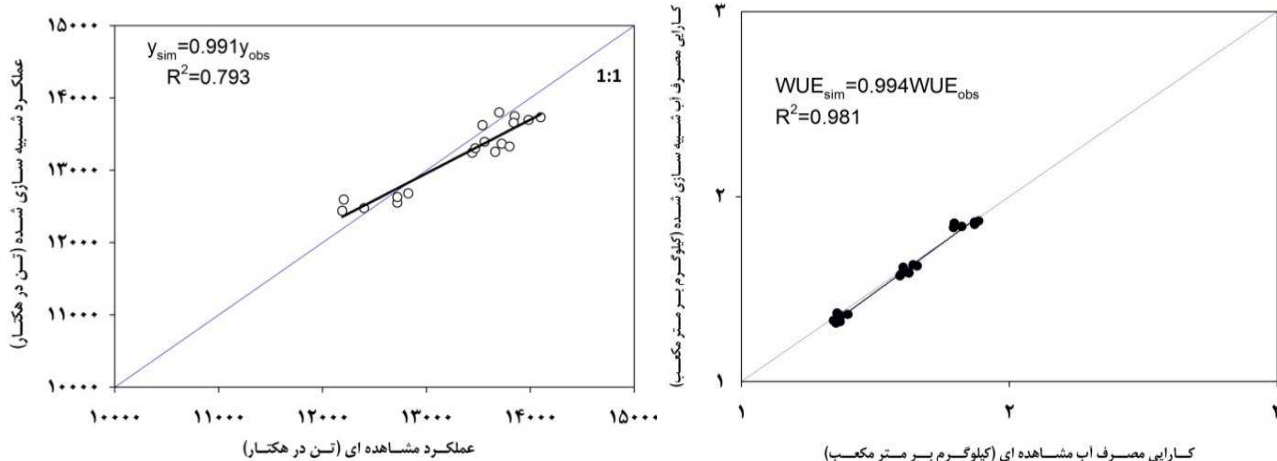 ۱۵۰۰۰
۱۴۰۰۰
۱۳۰۰۰
۱۲۰۰۰
۱۱۰۰۰
۱۰۰۰۰
عملکرد شبیه سازی شده (تن در هکتار)
y_sim=0.991y_obs
R²=0.793
1:1
۱۰۰۰۰ ۱۱۰۰۰ ۱۲۰۰۰ ۱۳۰۰۰ ۱۴۰۰۰ ۱۵۰۰۰
عملکرد مشاهده ای (تن در هکتار)
۳
۲
۱
کارایی مصرف آب شبیه سازی شده (کیلوگرم بر متر مکعب)
WUE_sim=0.994WUE_obs
R²=0.981
۱ ۲
کارایی مصرف آب مشاهده ای (کیلوگرم بر متر مکعب)